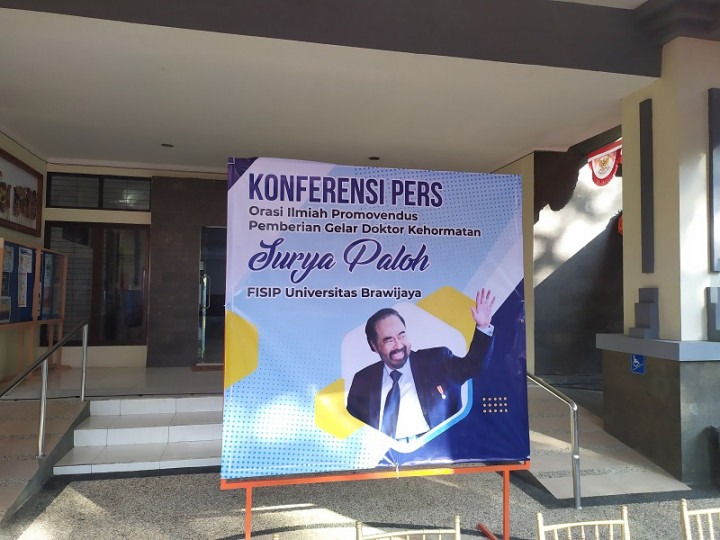 KONFERENSI PERS
Orasi Ilmiah Promovendus
Pemberian Gelar Doktor Kehormatan
Surya Paloh
FISIP Universitas Brawijaya